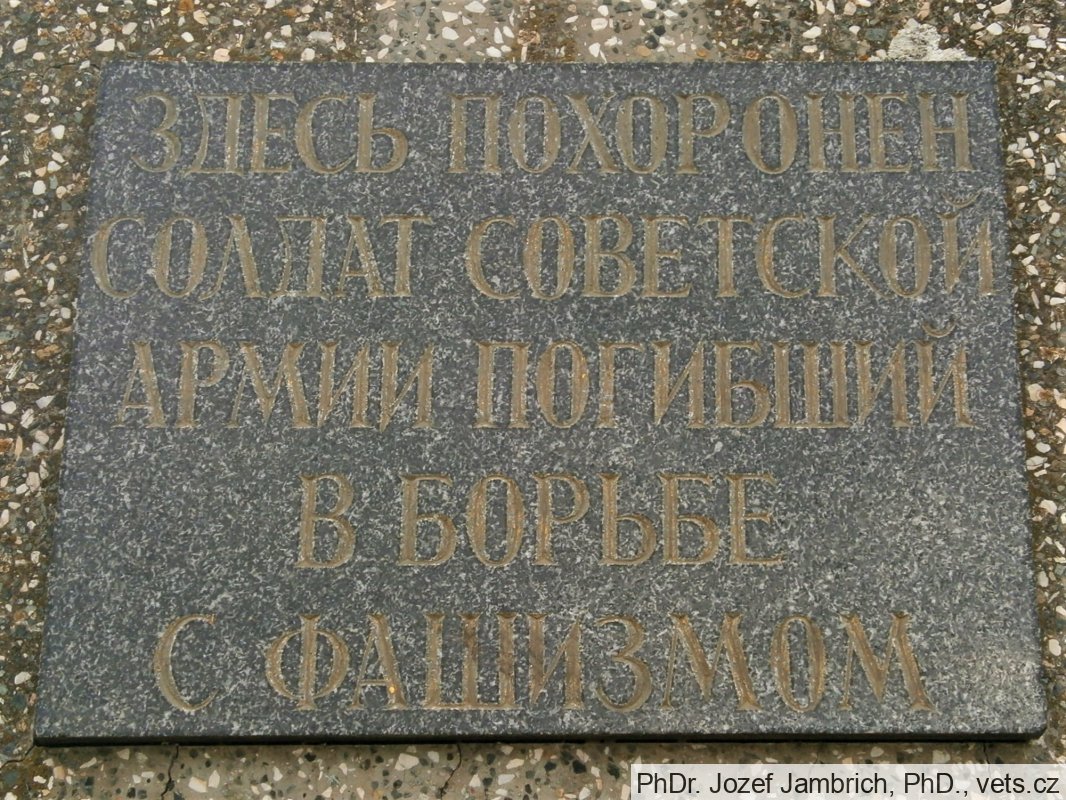 ЗДЕСЬ ПОХОРОНЕН
СОЛДАТ СОВЕТСКОЙ
АРМИИ ПОГИБШИЙ
В БОРЬБЕ
С ФАШИЗМОМ
PhDr. Jozef Jambrich, PhD., vets.cz